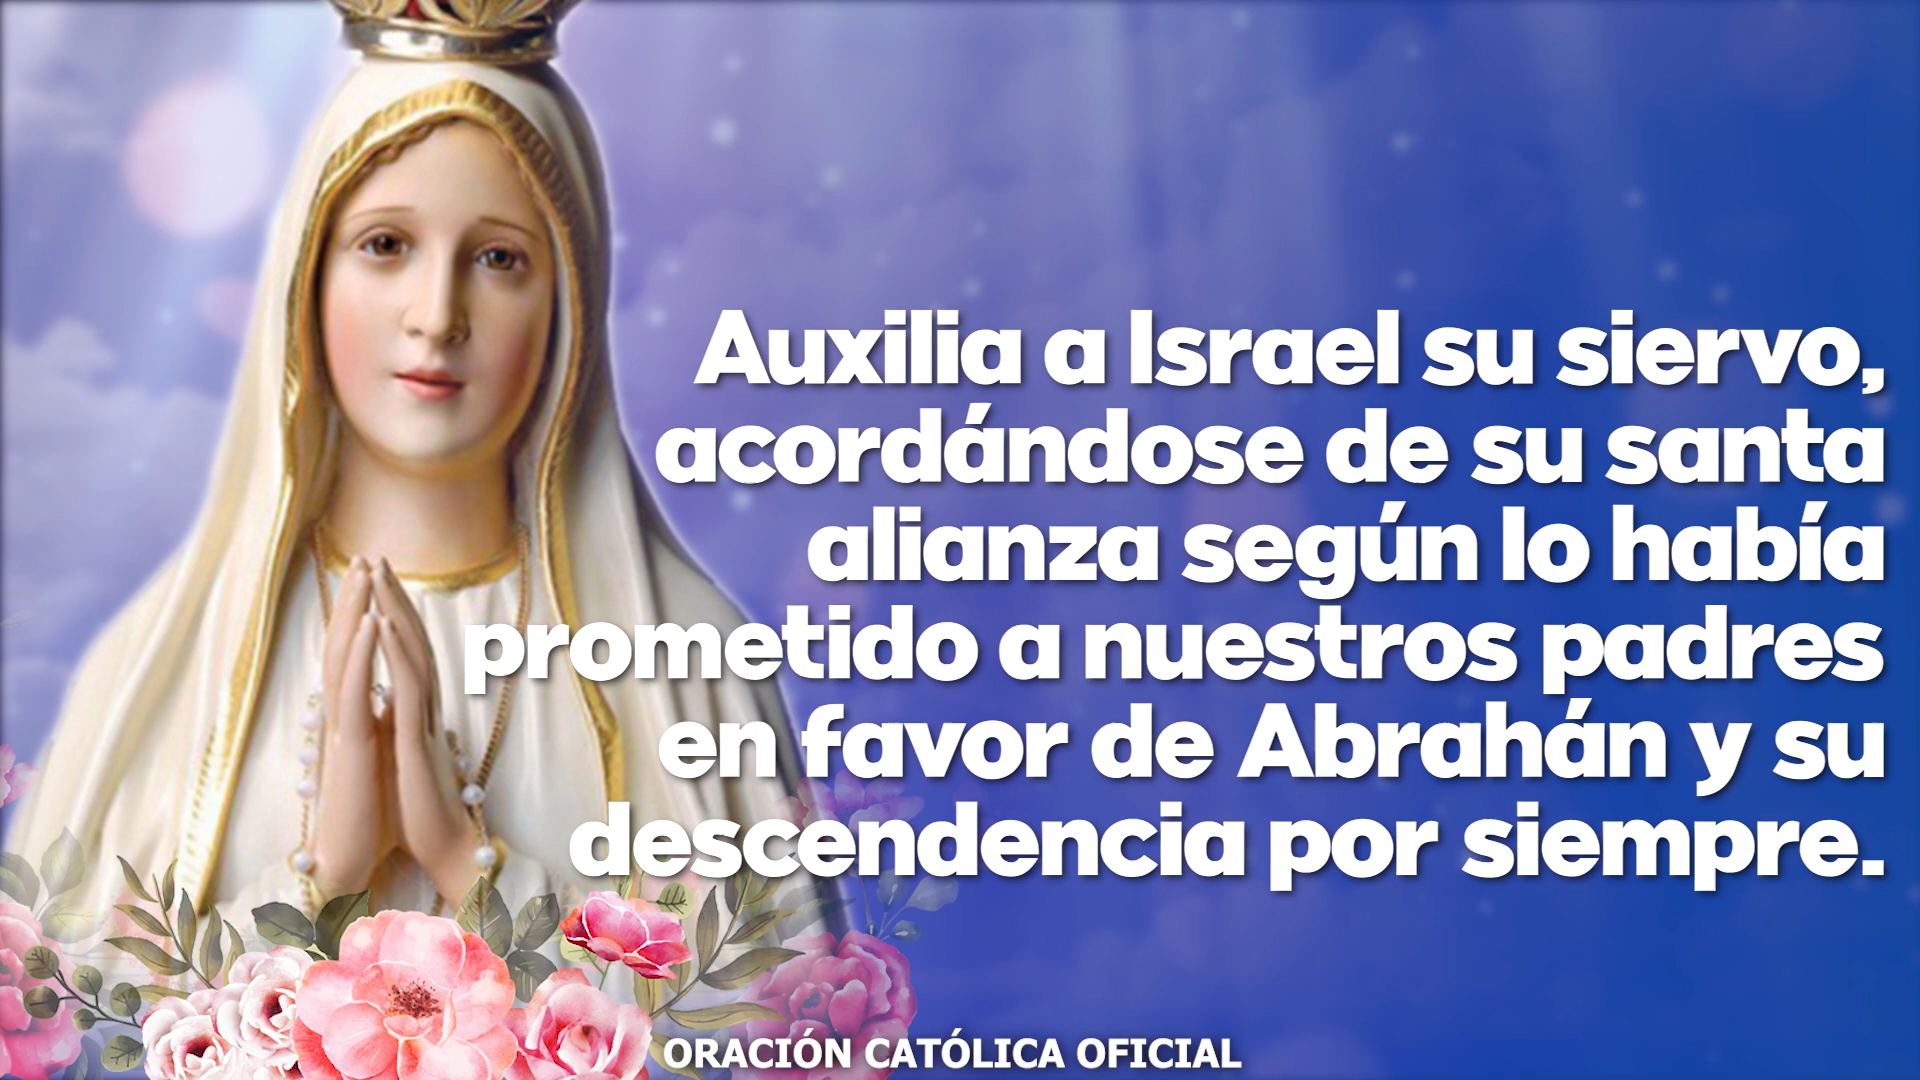 Auxilia a Israel su siervo,
acordándose de su santa
alianza según lo había
prometido a nuestros padres
en favor de Abrahán y su
descendencia por siempre.
ORACIÓN CATÓLICA OFICIAL